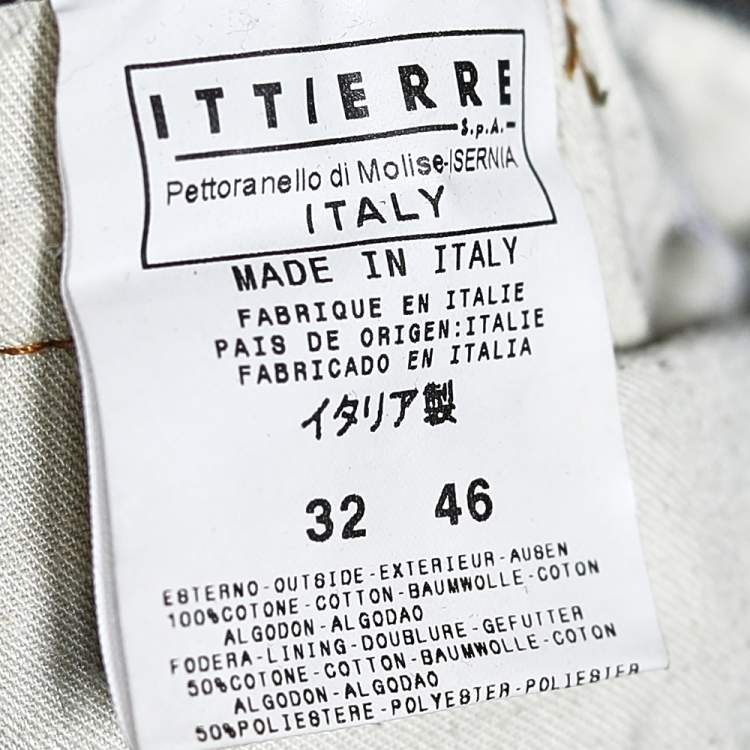 ITTIERRE
S.p.A.
Pettoranello di Molise-ISERNIA
ITALY
MADE IN ITALY
FABRIQUE EN ITALIE
PAIS DE ORIGEN:ITALIE
FABRICADO EN ITALIA
イタリア製
32 46
ESTERNO-OUTSIDE-EXTERIEUR-AUSEN
100%COTONE-COTTON-BAUMWOLLE-COTON
ALGODON-ALGODAO
FODERA-LINING-DOUBLURE-GEFUTTER
50%COTONE-COTTON-BAUMWOLLE-COTON
ALGODON-ALGODAO
50%POLIESTERE-POLYESTER-POLIESTER